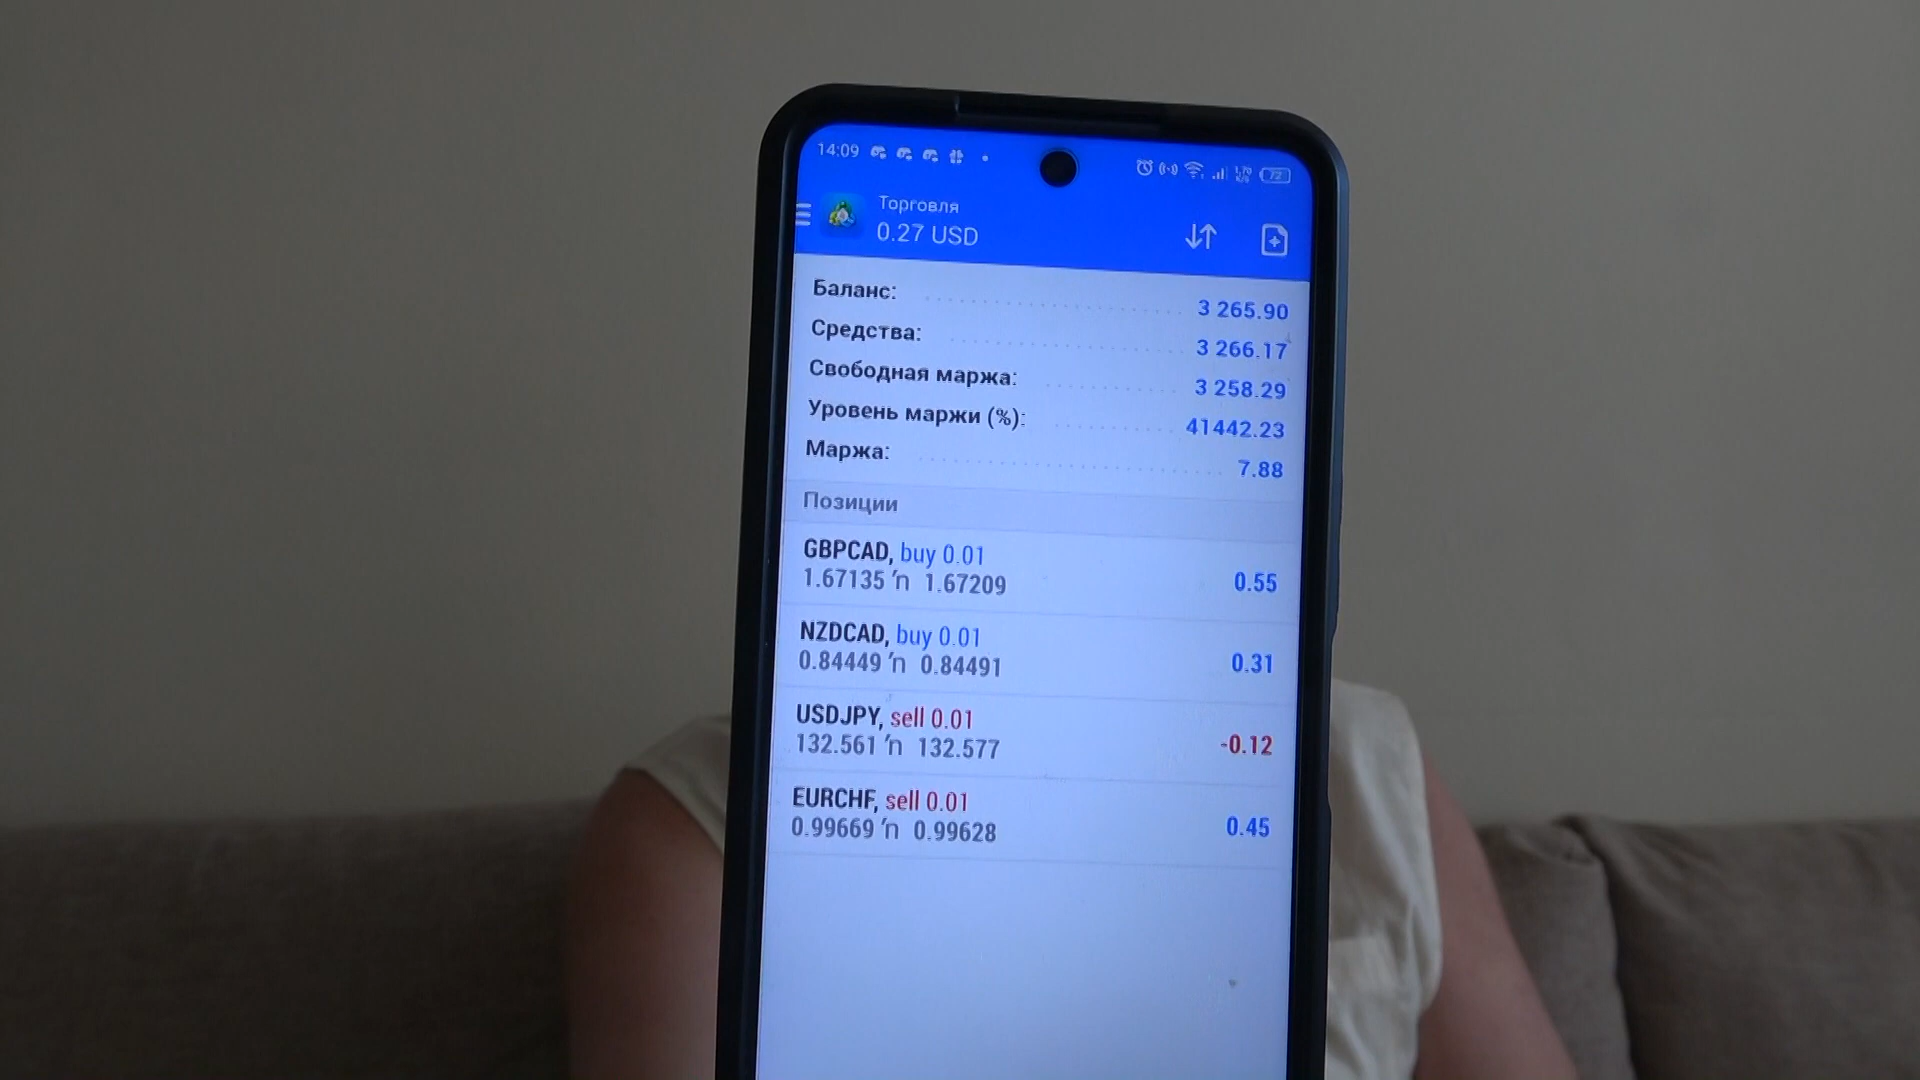 14:09
1,70 K/S 72
Торговля
0.27 USD
Баланс: 3 265.90
Средства: 3 266.17
Свободная маржа: 3 258.29
Уровень маржи (%): 41442.23
Маржа: 7.88
Позиции
GBPCAD, buy 0.01
1.67135 'n 1.67209 0.55
NZDCAD, buy 0.01
0.84449 'n 0.84491 0.31
USDJPY, sell 0.01
132.561 'n 132.577 -0.12
EURCHF, sell 0.01
0.99669 'n 0.99628 0.45